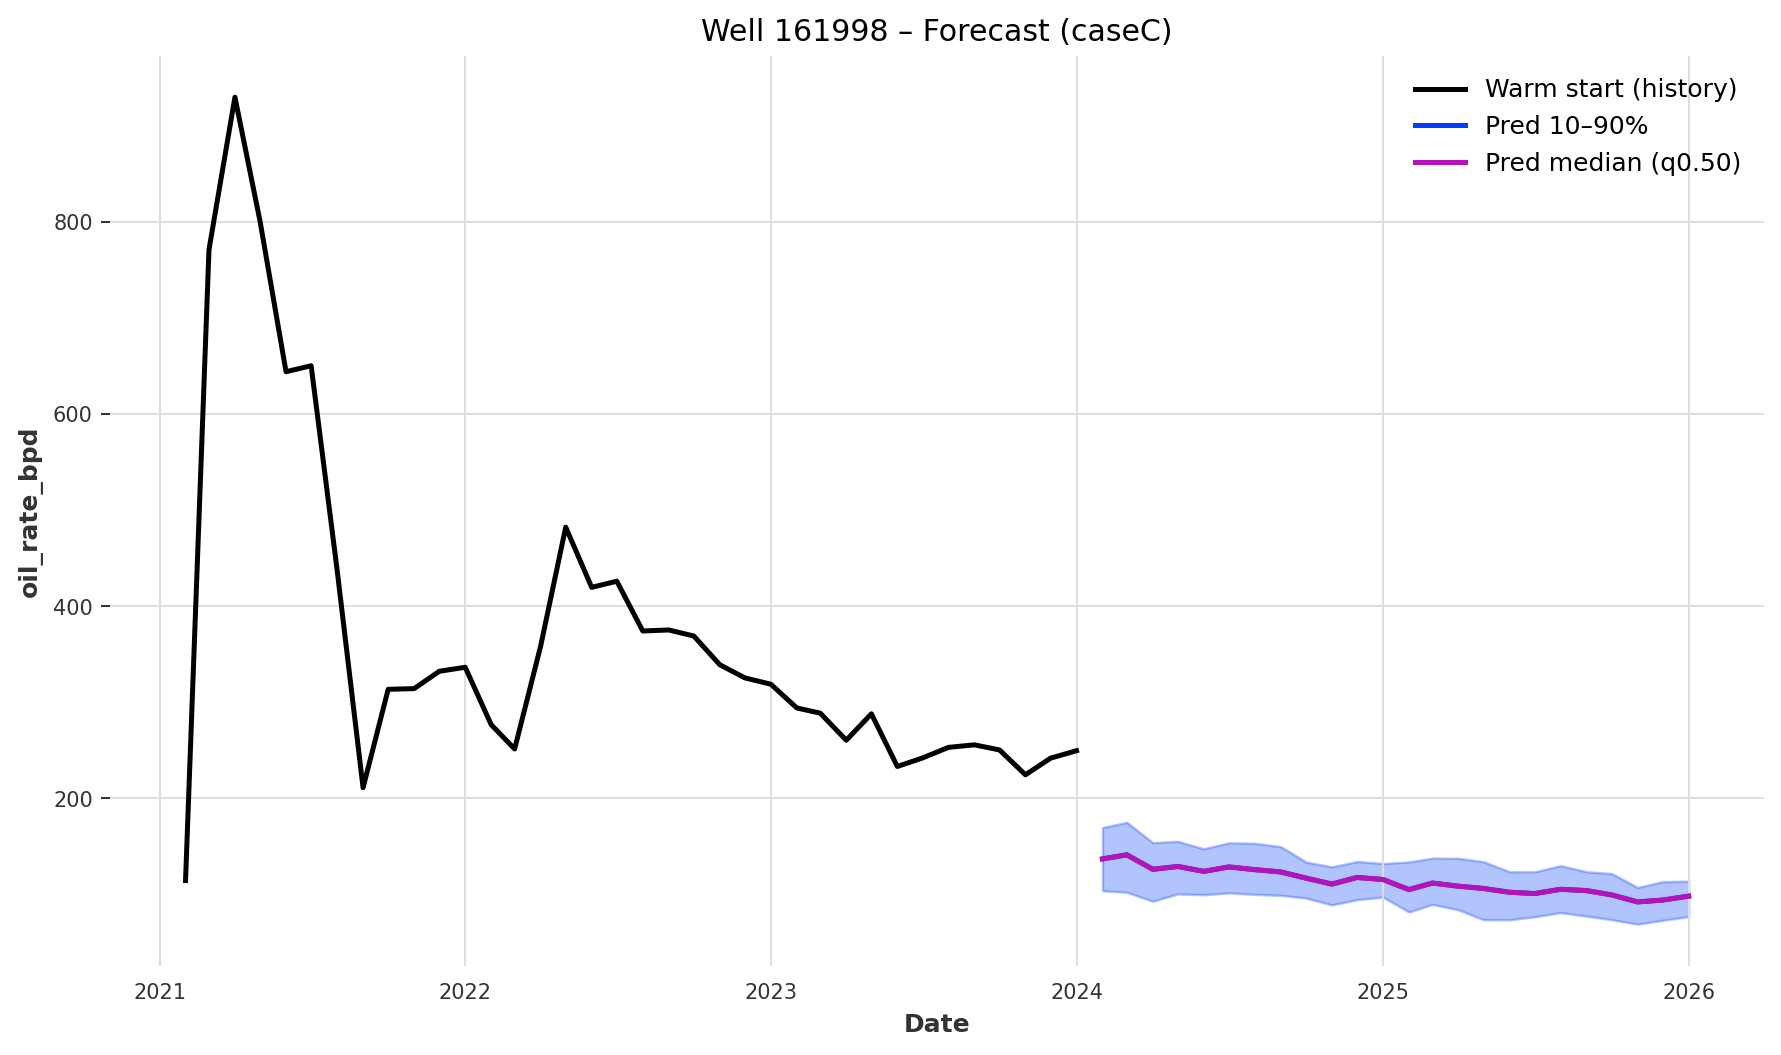 Well 161998 – Forecast (caseC)
Warm start (history)
Pred 10–90%
Pred median (q0.50)
oil_rate_bpd
800
600
400
200
2021
2022
2023
2024
2025
2026
Date